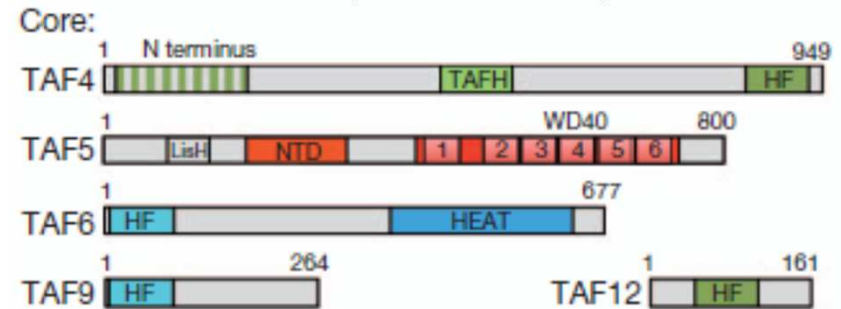 Core:
1 N terminus 949
TAF4 TAFH HF
1 WD40 800
TAF5 LisH NTD 1 2 3 4 5 6
1 677
TAF6 HF HEAT
1 264 1 161
TAF9 HF TAF12 HF